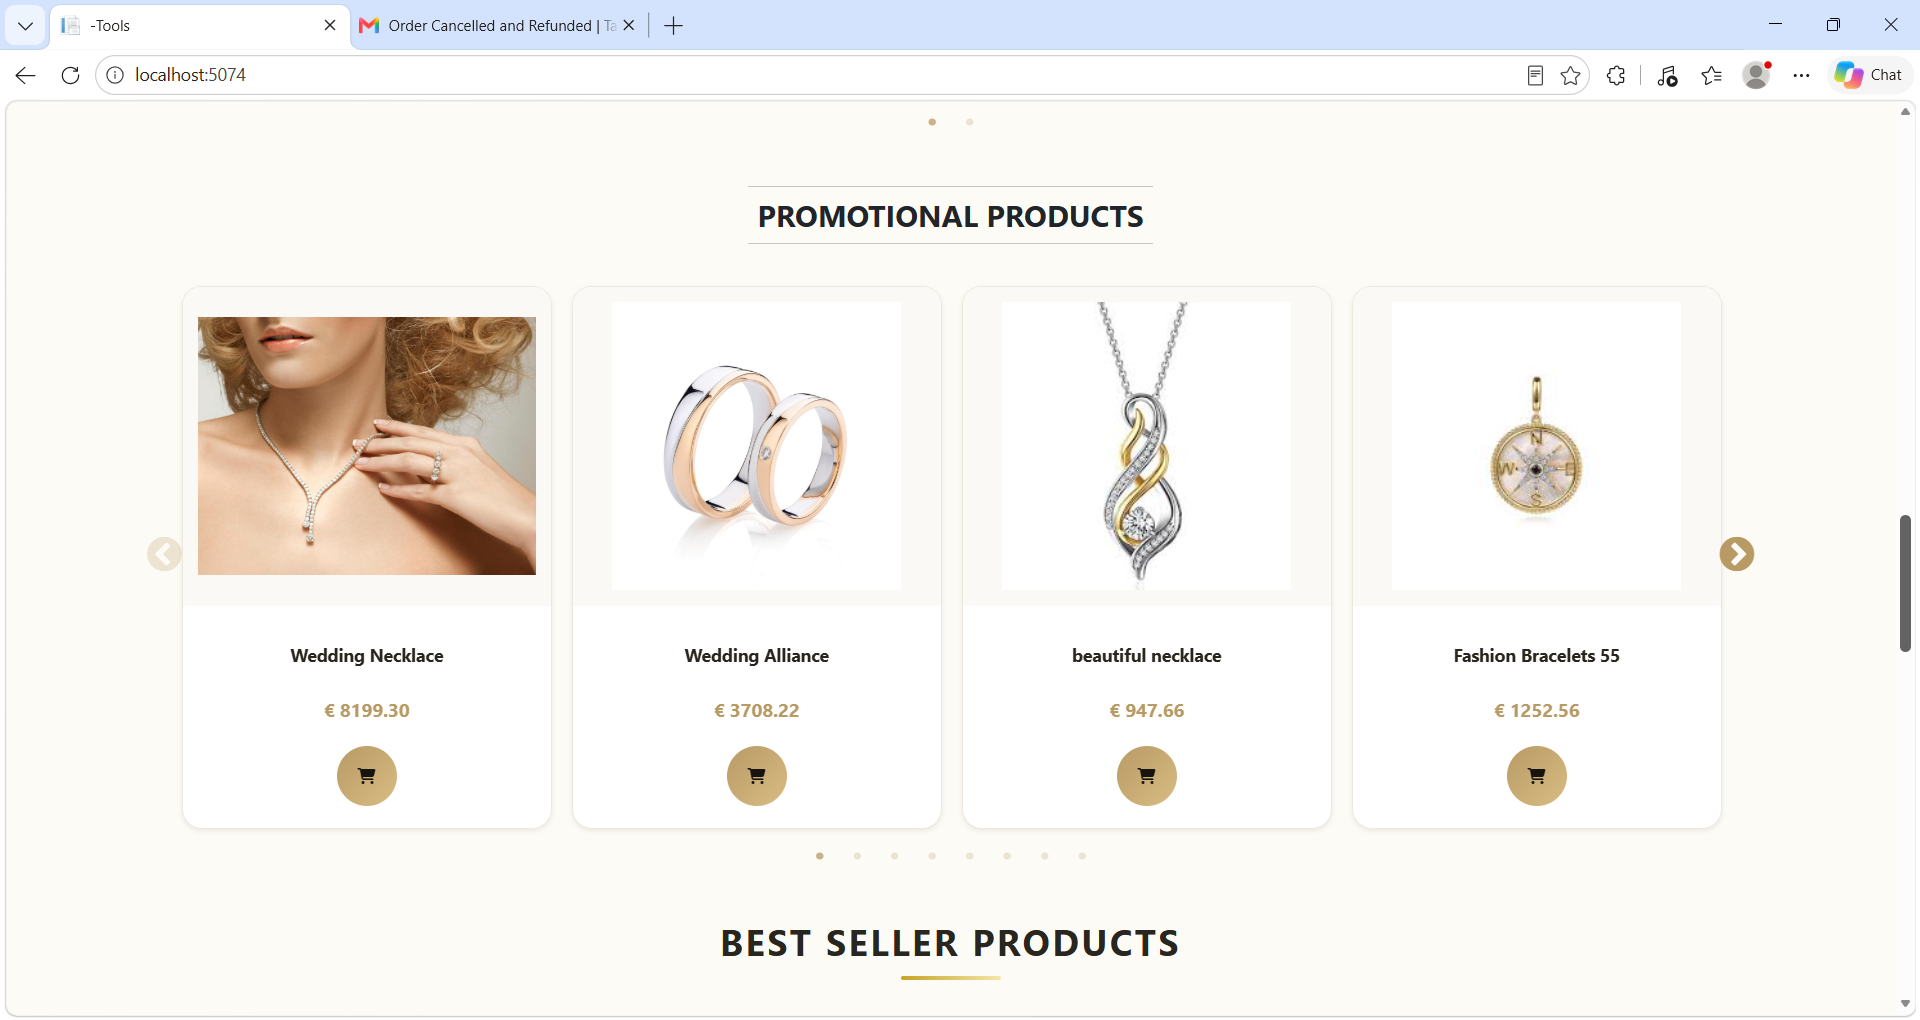 -Tools
Order Cancelled and Refunded | Ta
localhost:5074
Chat
PROMOTIONAL PRODUCTS
N
W E
S
Wedding Necklace
Wedding Alliance
beautiful necklace
Fashion Bracelets 55
€ 8199.30
€ 3708.22
€ 947.66
€ 1252.56
BEST SELLER PRODUCTS